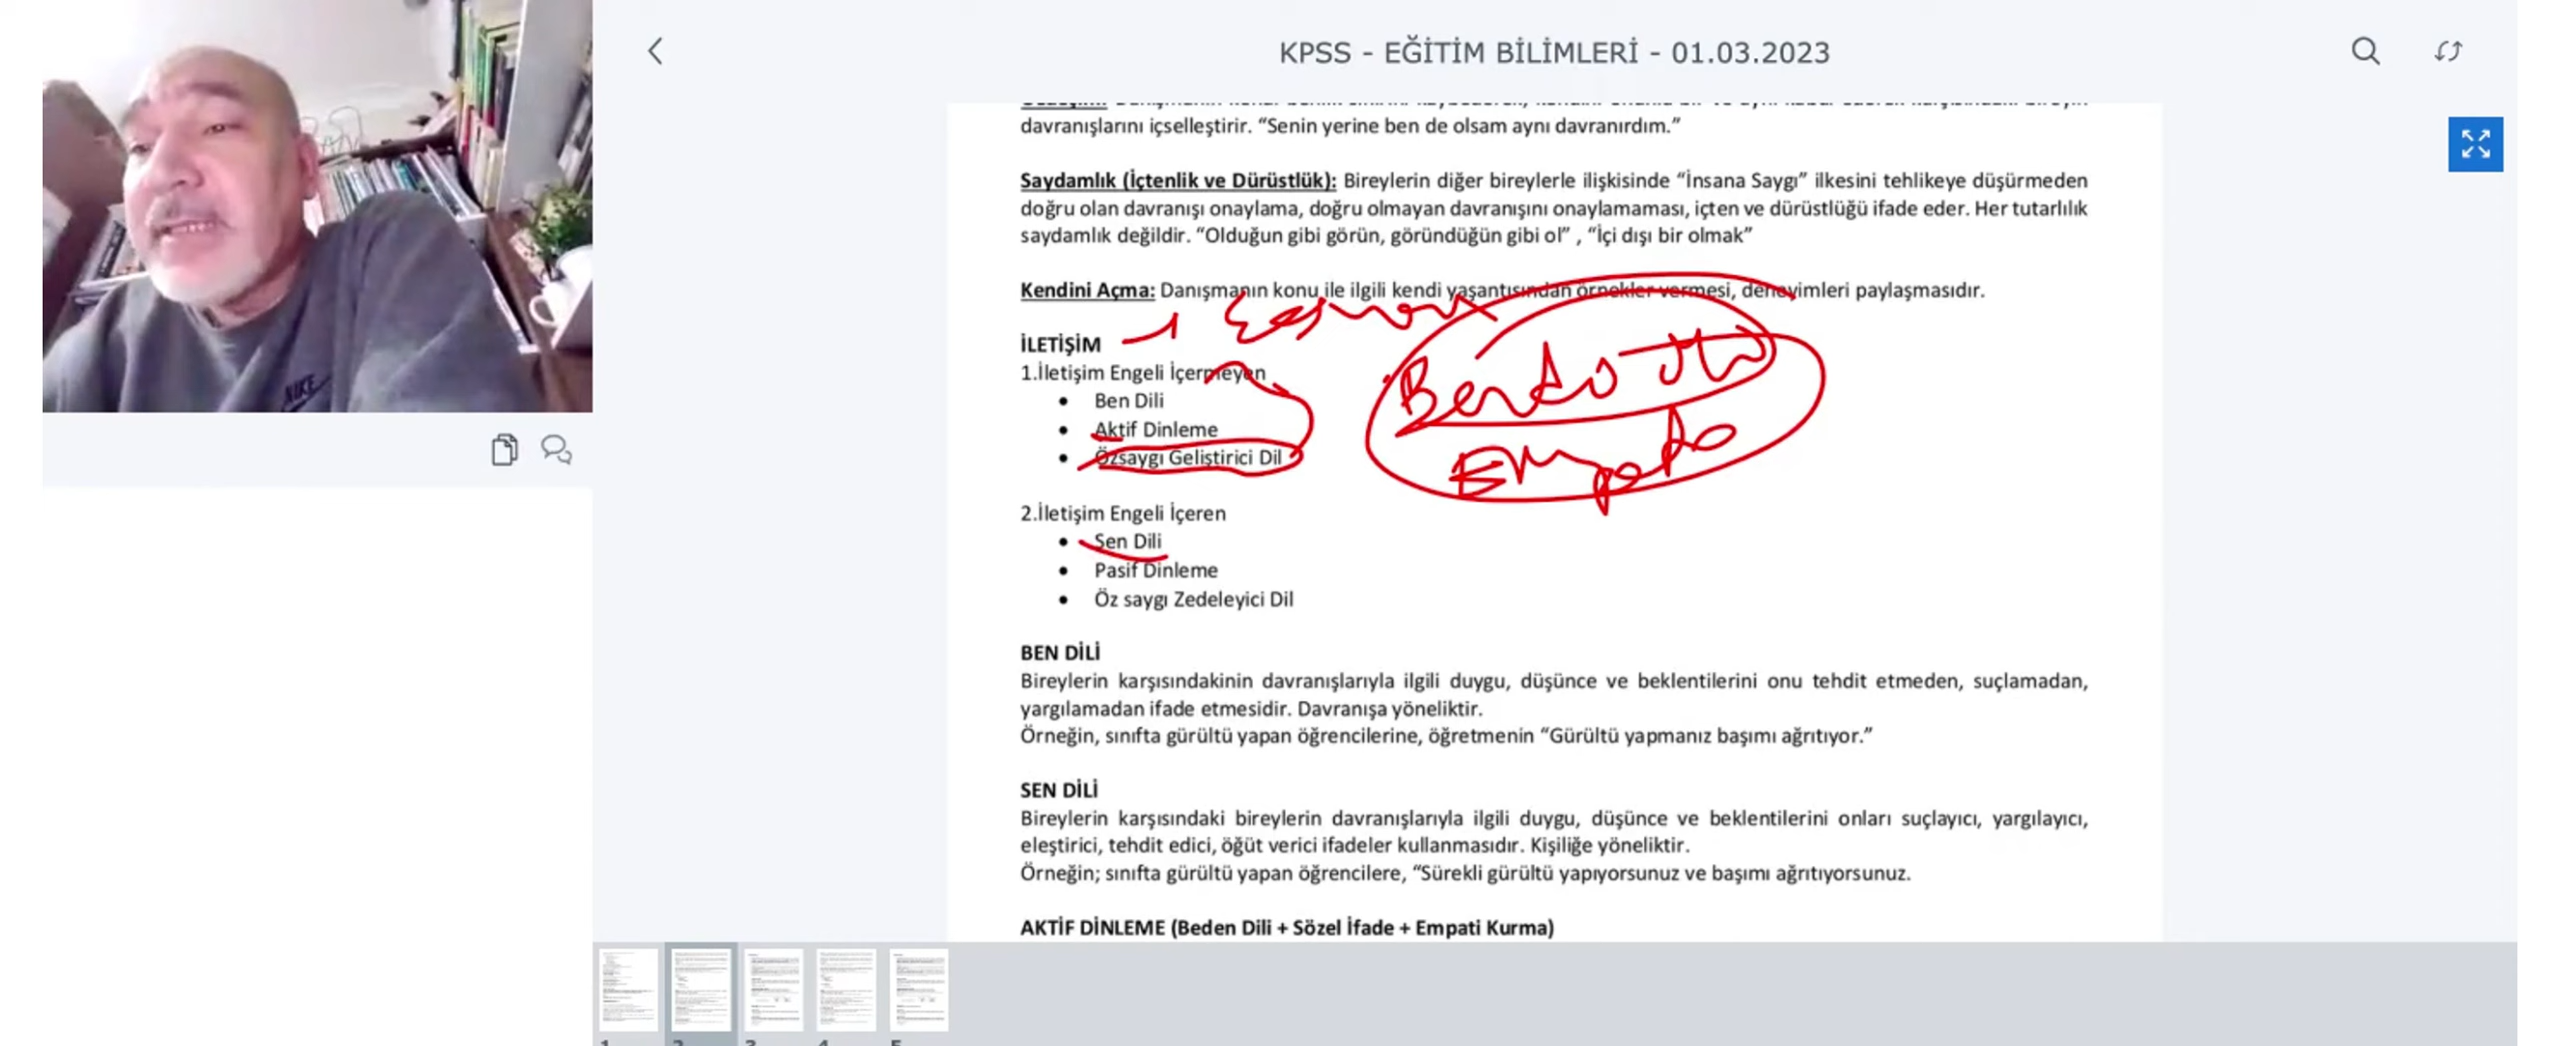 KPSS - EĞİTİM BİLİMLERİ - 01.03.2023
davranışlarını içselleştirir. “Senin yerine ben de olsam aynı davranırdım.”
Saydamlık (İçtenlik ve Dürüstlük): Bireylerin diğer bireylerle ilişkisinde “İnsana Saygı” ilkesini tehlikeye düşürmeden
doğru olan davranışı onaylama, doğru olmayan davranışını onaylamaması, içten ve dürüstlüğü ifade eder. Her tutarlılık
saydamlık değildir. “Olduğun gibi görün, göründüğün gibi ol” , “İçi dışı bir olmak”
Kendini Açma: Danışmanın konu ile ilgili kendi yaşantısından örnekler vermesi, deneyimleri paylaşmasıdır.
İLETİŞİM
1.İletişim Engeli İçermeyen
• Ben Dili
• Aktif Dinleme
• Özsaygı Geliştirici Dil
2.İletişim Engeli İçeren
• Sen Dili
• Pasif Dinleme
• Öz saygı Zedeleyici Dil
BEN DİLİ
Bireylerin karşısındakinin davranışlarıyla ilgili duygu, düşünce ve beklentilerini onu tehdit etmeden, suçlamadan,
yargılamadan ifade etmesidir. Davranışa yöneliktir.
Örneğin, sınıfta gürültü yapan öğrencilerine, öğretmenin “Gürültü yapmanız başımı ağrıtıyor.”
SEN DİLİ
Bireylerin karşısındaki bireylerin davranışlarıyla ilgili duygu, düşünce ve beklentilerini onları suçlayıcı, yargılayıcı,
eleştirici, tehdit edici, öğüt verici ifadeler kullanmasıdır. Kişiliğe yöneliktir.
Örneğin; sınıfta gürültü yapan öğrencilere, “Sürekli gürültü yapıyorsunuz ve başımı ağrıtıyorsunuz.
AKTİF DİNLEME (Beden Dili + Sözel İfade + Empati Kurma)
NIKE